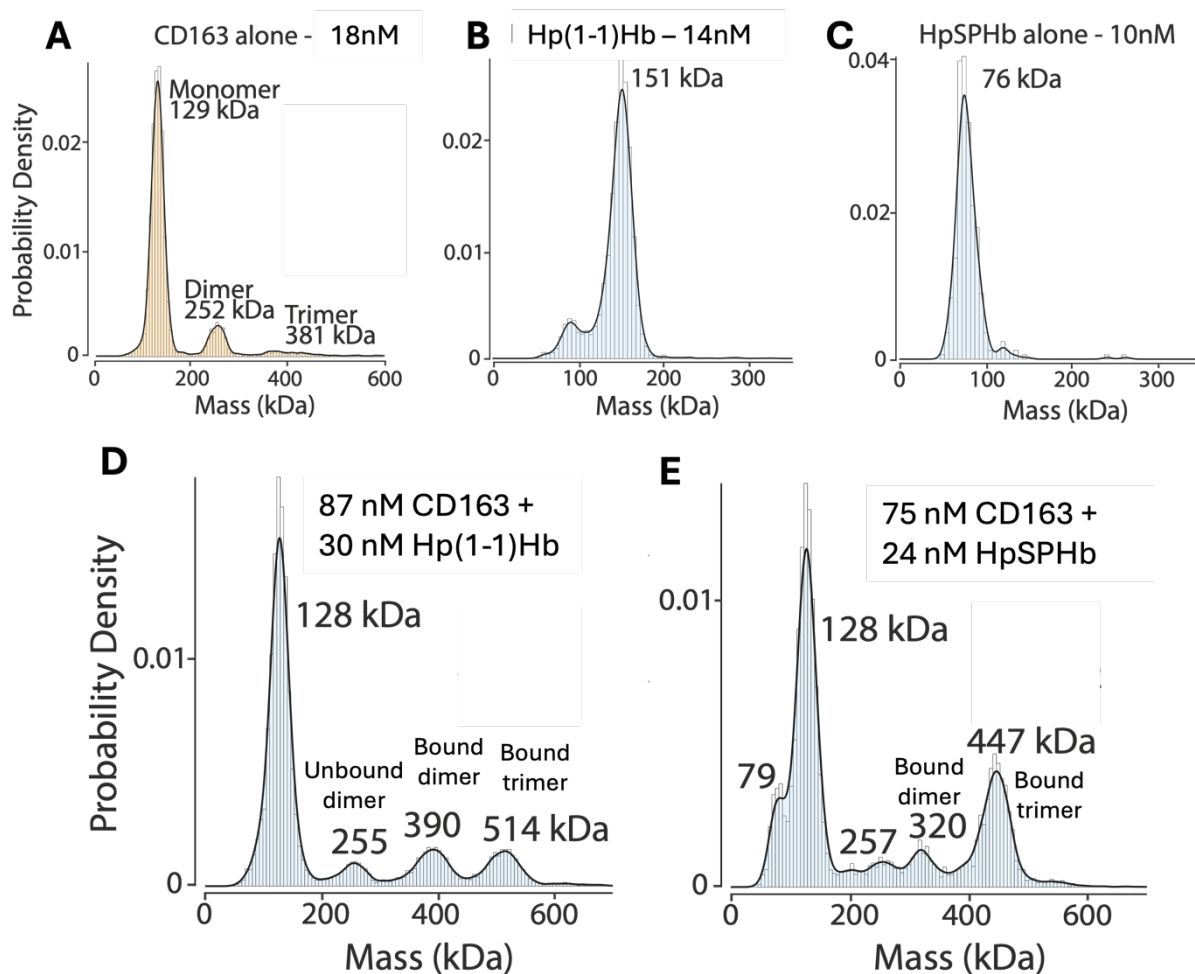 A
CD163 alone - 18nM
Probability Density
0.02
0.01
0
Monomer
129 kDa
Dimer
252 kDa
Trimer
381 kDa
0 200 400 600
Mass (kDa)
B
Hp(1-1)Hb – 14nM
151 kDa
0.02
0.01
0
0 100 200 300
Mass (kDa)
C
HpSPHb alone - 10nM
76 kDa
0.04
0.02
0
0 100 200 300
Mass (kDa)
D
87 nM CD163 +
30 nM Hp(1-1)Hb
Probability Density
0.01
0
128 kDa
Unbound
dimer
255
Bound
dimer
390
Bound
trimer
514 kDa
0 200 400 600
Mass (kDa)
E
75 nM CD163 +
24 nM HpSPHb
0.01
0
79
128 kDa
257
Bound
dimer
320
447 kDa
Bound
trimer
0 200 400 600
Mass (kDa)